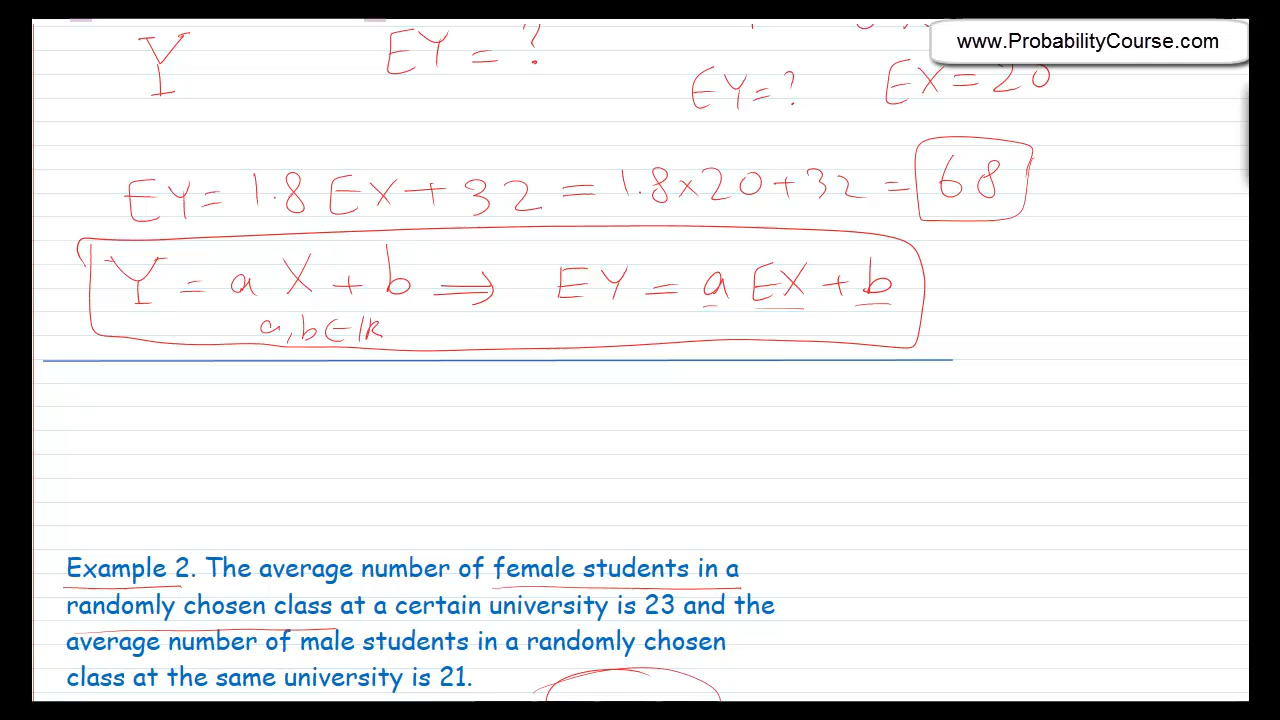 www.ProbabilityCourse.com
Y EY = ?
EY = ? EX = 20
EY = 1.8 EX + 32 = 1.8 × 20 + 32 = 68
Y = a X + b ⟹ EY = a EX + b
a, b ∈ ℝ
Example 2. The average number of female students in a
randomly chosen class at a certain university is 23 and the
average number of male students in a randomly chosen
class at the same university is 21.